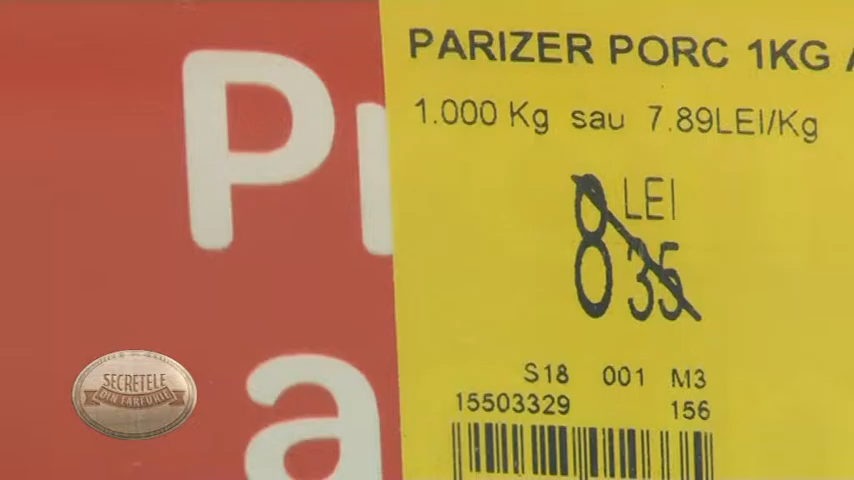 Pr
a
PARIZER PORC 1KG
1.000 Kg sau 7.89LEI/Kg
8 LEI
35
S18 001 M3
15503329 156
SECRETELE
DIN FARFURIE